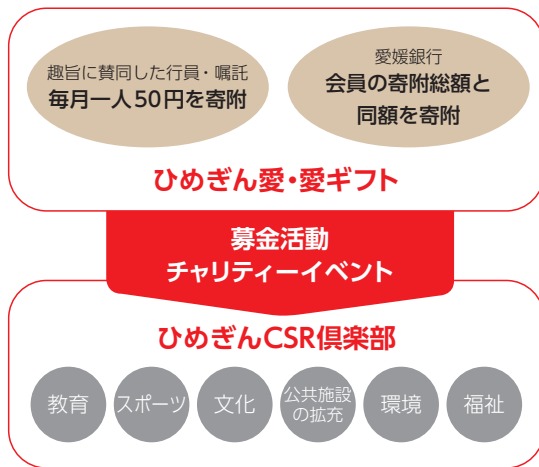 趣旨に賛同した行員・嘱託
毎月一人50円を寄附
愛媛銀行
会員の寄附総額と
同額を寄附
ひめぎん愛・愛ギフト
募金活動
チャリティーイベント
ひめぎんCSR倶楽部
教育
スポーツ
文化
公共施設
の拡充
環境
福祉